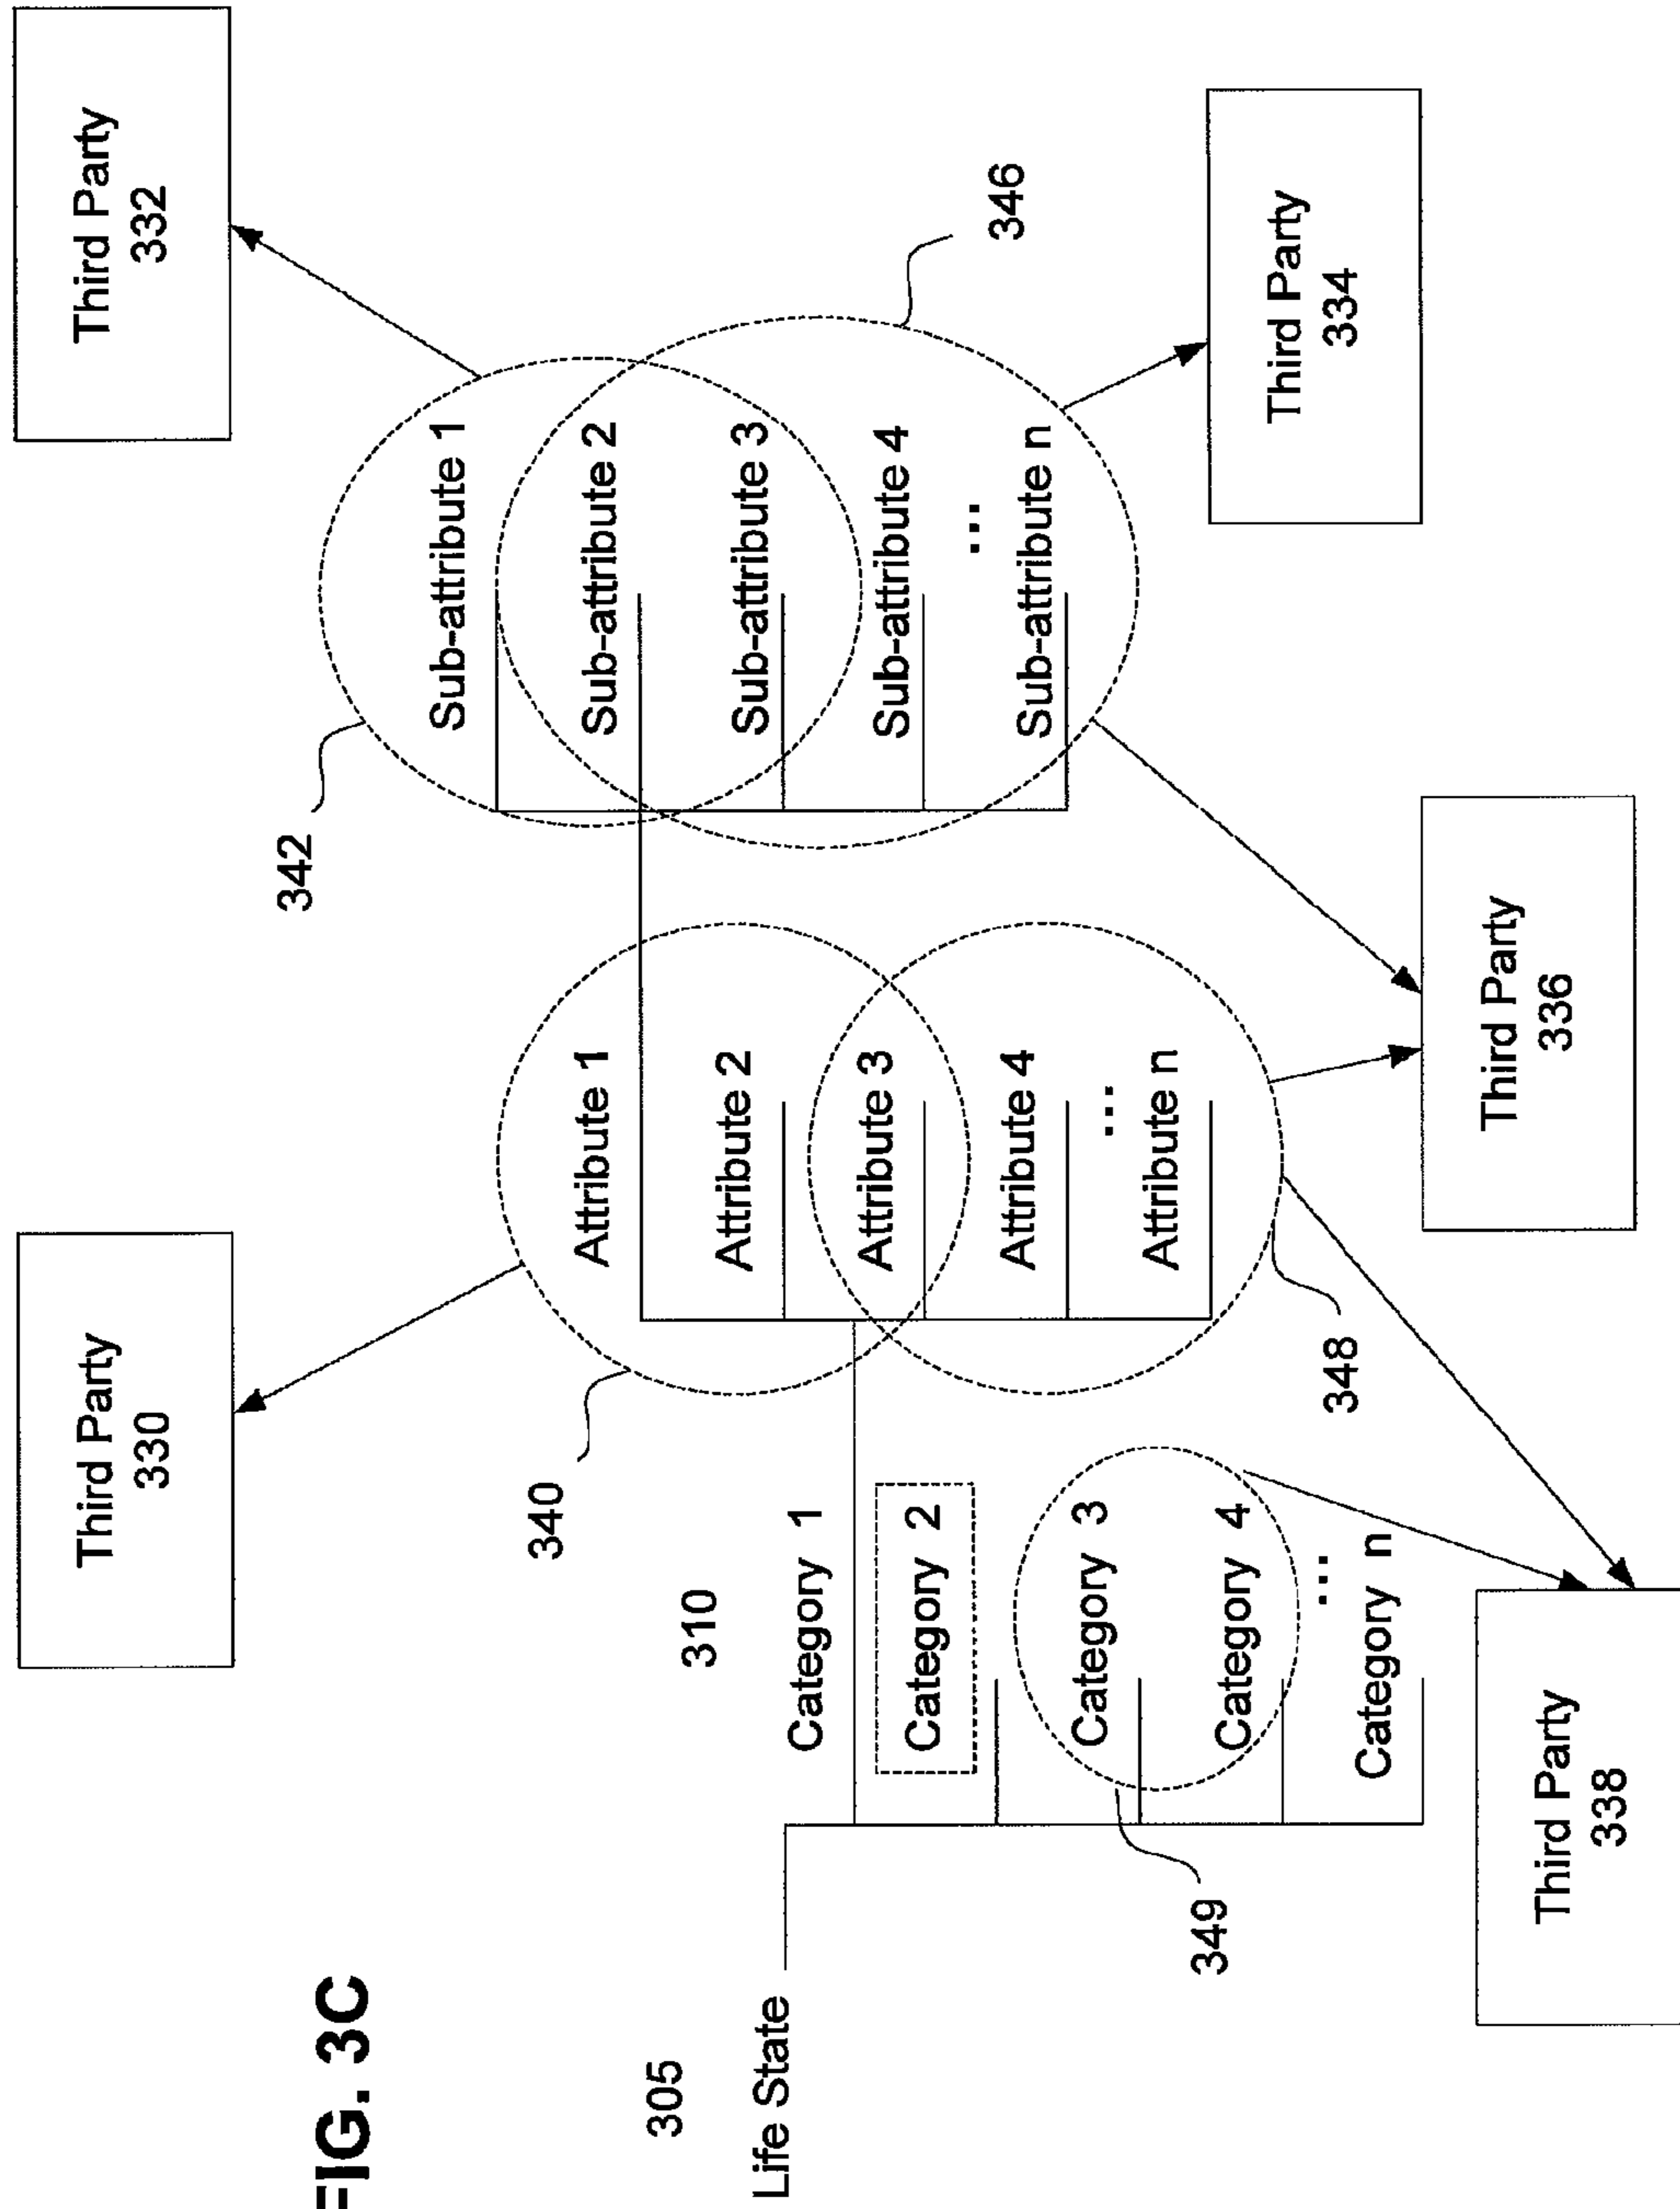 FIG. 3C
305
Life State
310
Category 1
Category 2
Category 3
Category 4
...
Category n
349
Third Party
338
Third Party
330
340
Attribute 1
Attribute 2
Attribute 3
Attribute 4
...
Attribute n
348
Third Party
336
342
Sub-attribute 1
Sub-attribute 2
Sub-attribute 3
Sub-attribute 4
...
Sub-attribute n
346
Third Party
332
Third Party
334